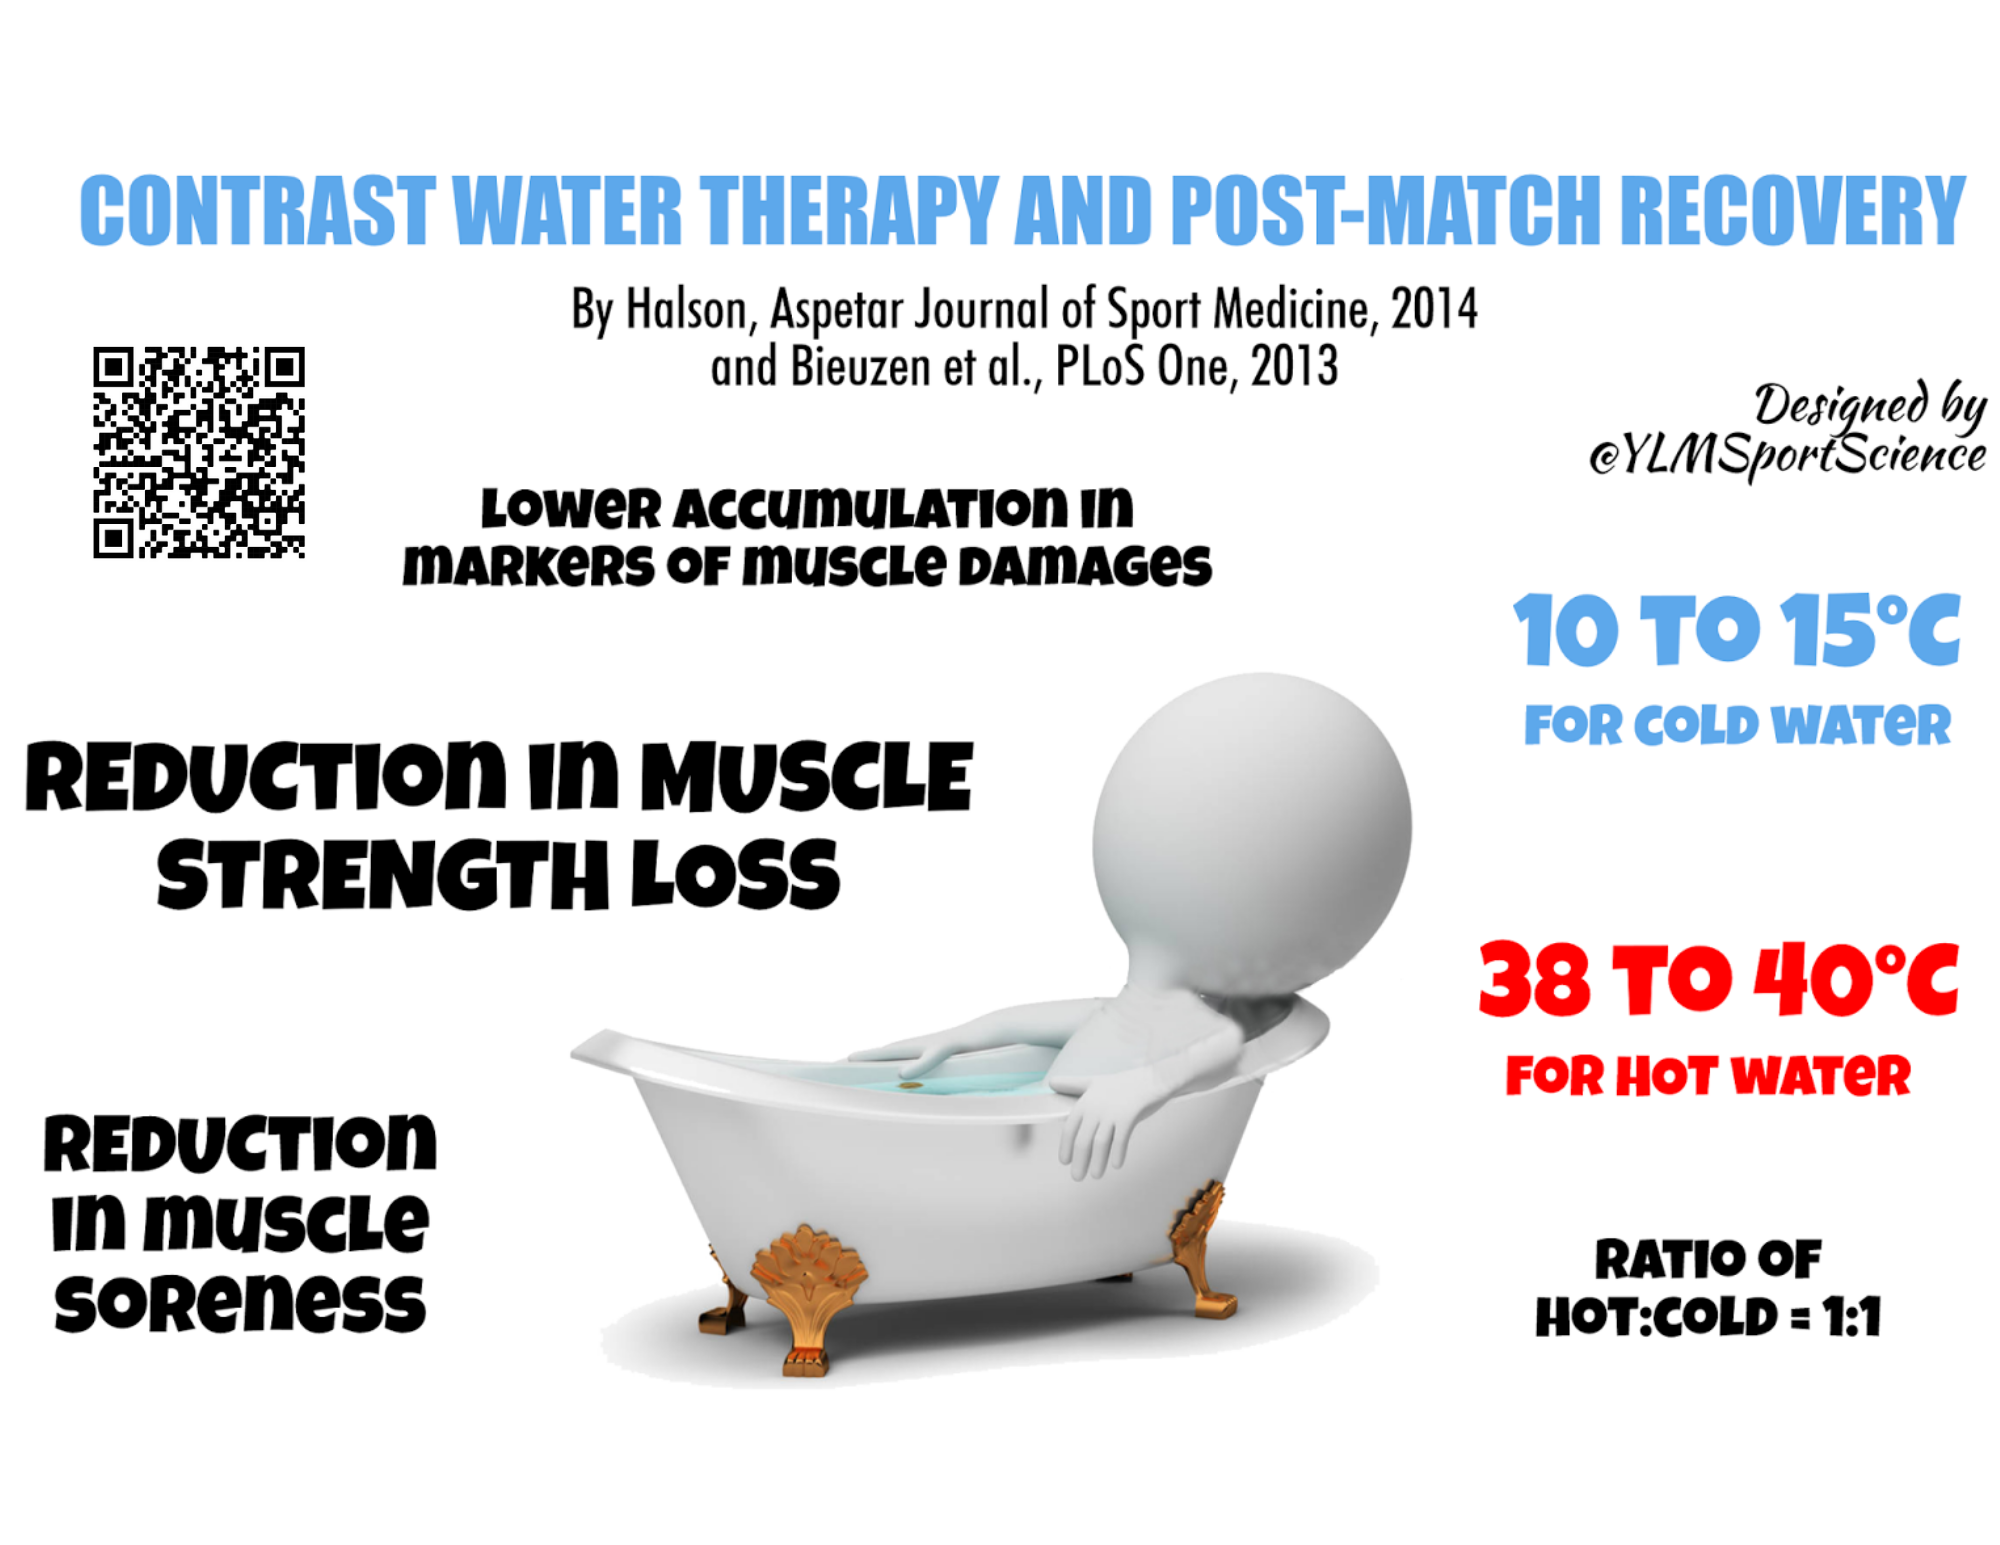 CONTRAST WATER THERAPY AND POST-MATCH RECOVERY
By Halson, Aspetar Journal of Sport Medicine, 2014
and Bieuzen et al., PLoS One, 2013
Designed by
@YLMSportScience
LOWER ACCUMULATION IN
MARKERS OF MUSCLE DAMAGES
10 TO 15°C
FOR COLD WATER
REDUCTION IN MUSCLE
STRENGTH LOSS
38 TO 40°C
FOR HOT WATER
REDUCTION
IN MUSCLE
SORENESS
RATIO OF
HOT:COLD = 1:1